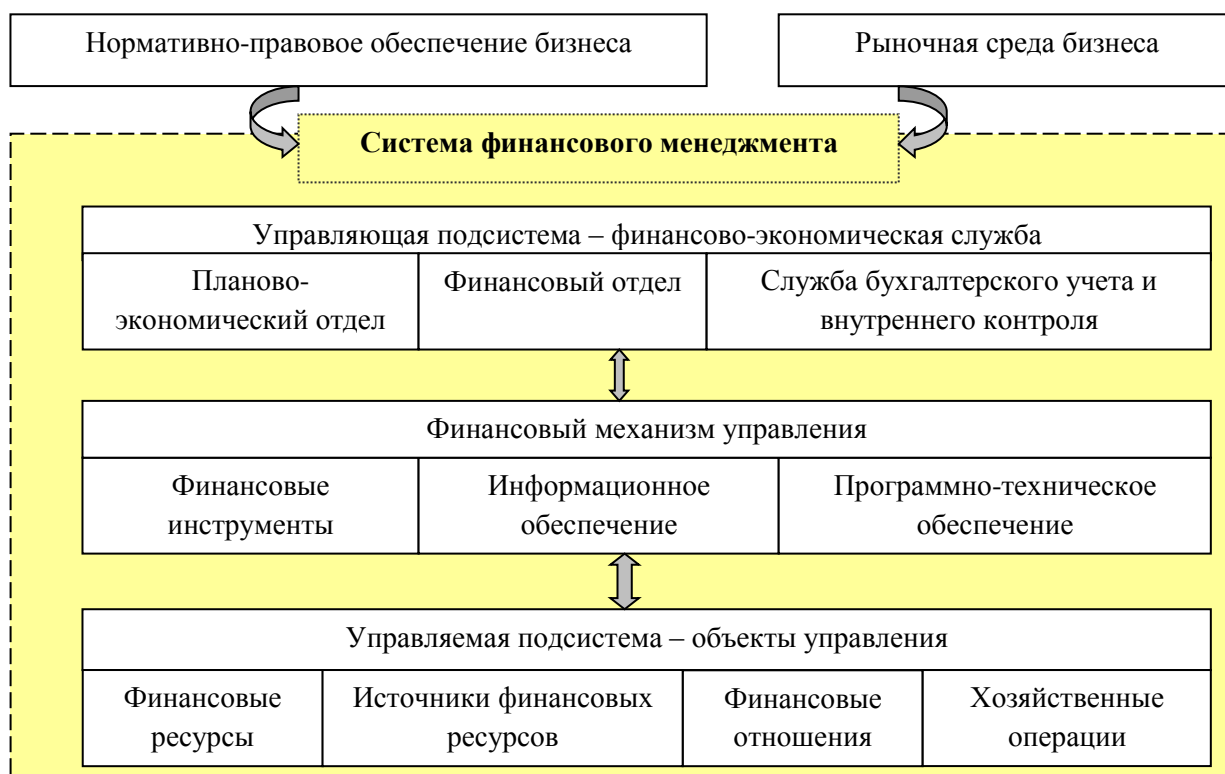 Нормативно-правовое обеспечение бизнеса
Рыночная среда бизнеса
Система финансового менеджмента
Управляющая подсистема – финансово-экономическая служба
Планово-
экономический отдел
Финансовый отдел
Служба бухгалтерского учета и
внутреннего контроля
Финансовый механизм управления
Финансовые
инструменты
Информационное
обеспечение
Программно-техническое
обеспечение
Управляемая подсистема – объекты управления
Финансовые
ресурсы
Источники финансовых
ресурсов
Финансовые
отношения
Хозяйственные
операции